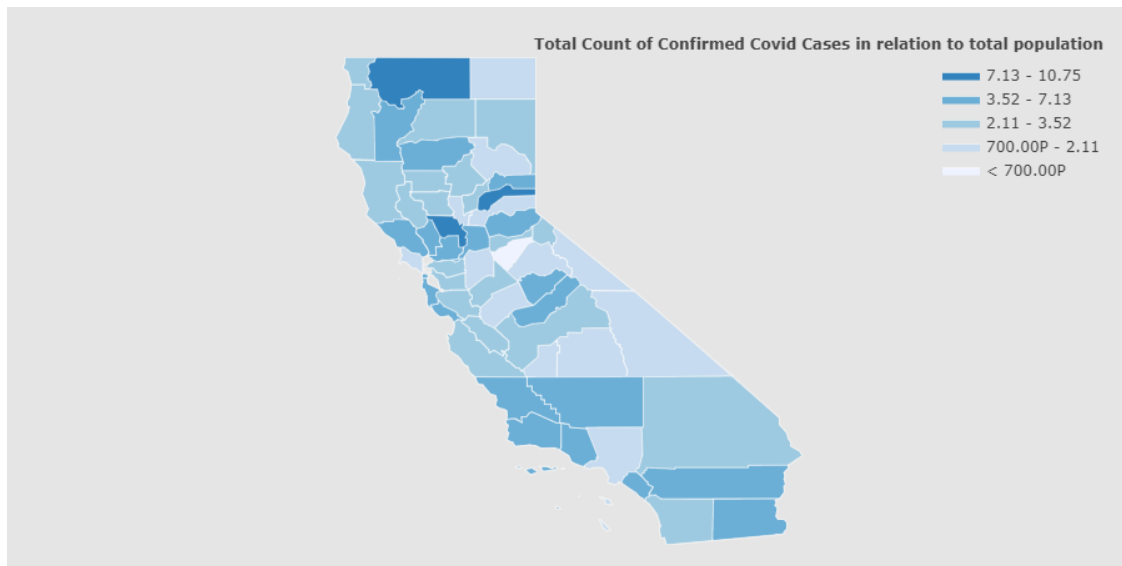 Total Count of Confirmed Covid Cases in relation to total population
7.13 - 10.75
3.52 - 7.13
2.11 - 3.52
700.00P - 2.11
< 700.00P